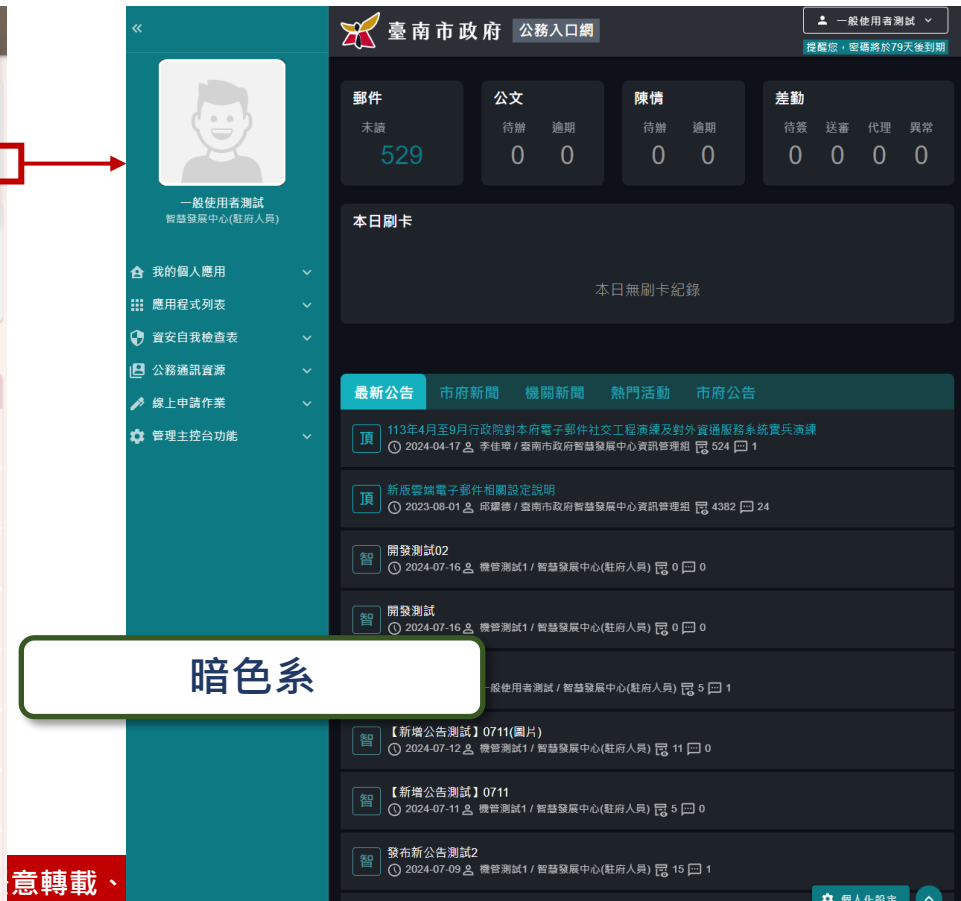 «
臺南市政府 公務入口網
一般使用者測試
提醒您，密碼將於79天後到期
一般使用者測試
智慧發展中心(駐府人員)
我的個人應用
應用程式列表
資安自我檢查表
公務通訊資源
線上申請作業
管理主控台功能
郵件 公文 陳情 差勤
未讀 待辦 逾期 待辦 逾期 待簽 送審 代理 異常
529 0 0 0 0 0 0 0 0
本日刷卡
本日無刷卡紀錄
最新公告 市府新聞 機關新聞 熱門活動 市府公告
頂 113年4月至9月行政院對本府電子郵件社交工程演練及對外資通服務系統實兵演練
2024-04-17 李佳璋 / 臺南市政府智慧發展中心資訊管理組 524 1
頂 新版雲端電子郵件相關設定說明
2023-08-01 邱耀德 / 臺南市政府智慧發展中心資訊管理組 4382 24
智 開發測試02
2024-07-16 機管測試1 / 智慧發展中心(駐府人員) 0 0
智 開發測試
2024-07-16 機管測試1 / 智慧發展中心(駐府人員) 0 0
暗色系
一般使用者測試 / 智慧發展中心(駐府人員) 5 1
智 【新增公告測試】0711(圖片)
2024-07-12 機管測試1 / 智慧發展中心(駐府人員) 11 0
智 【新增公告測試】0711
2024-07-11 機管測試1 / 智慧發展中心(駐府人員) 5 0
智 發布新公告測試2
2024-07-09 機管測試1 / 智慧發展中心(駐府人員) 15 1
意轉載、
個人化設定